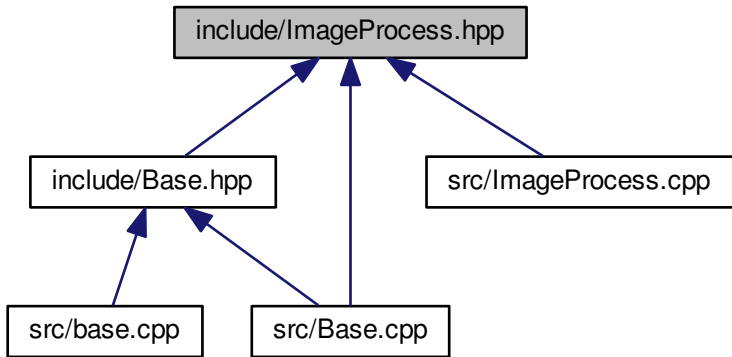 include/ImageProcess.hpp
include/Base.hpp
src/ImageProcess.cpp
src/base.cpp
src/Base.cpp